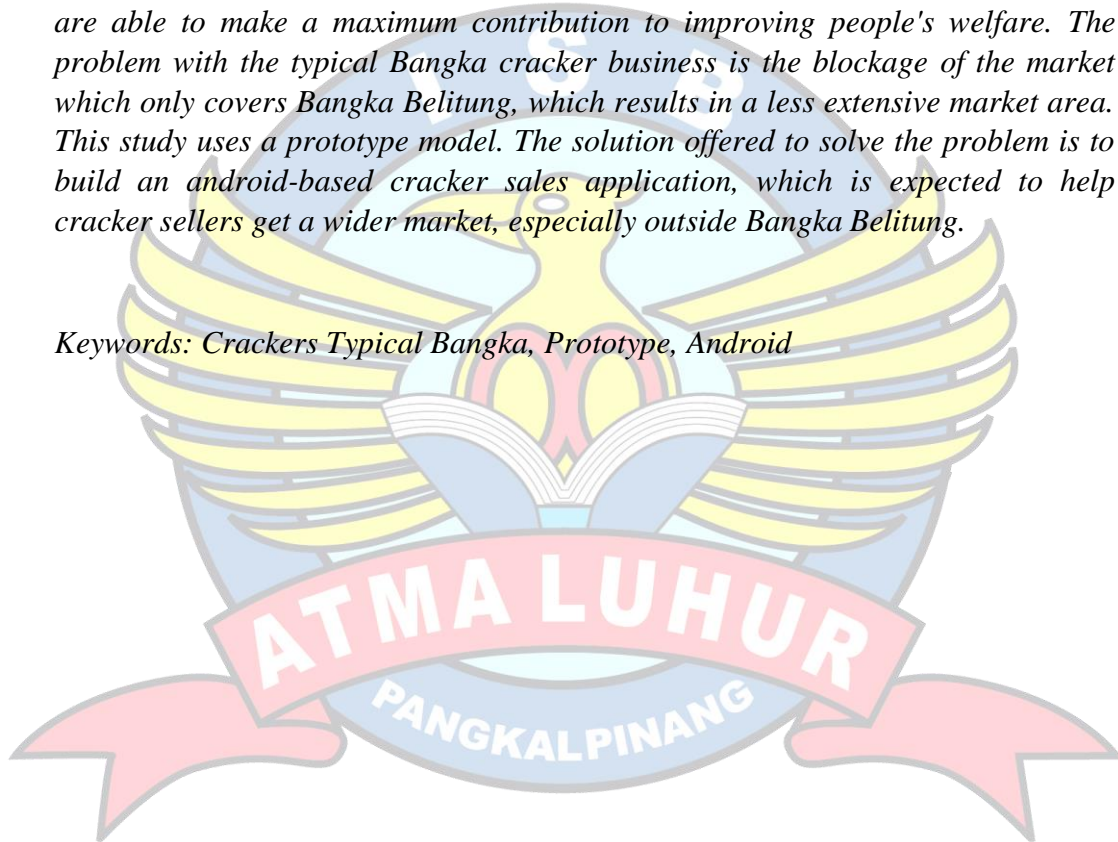 are able to make a maximum contribution to improving people's welfare. The
problem with the typical Bangka cracker business is the blockage of the market
which only covers Bangka Belitung, which results in a less extensive market area.
This study uses a prototype model. The solution offered to solve the problem is to
build an android-based cracker sales application, which is expected to help
cracker sellers get a wider market, especially outside Bangka Belitung.
Keywords: Crackers Typical Bangka, Prototype, Android
I S B
ATMA LUHUR
PANGKALPINANG